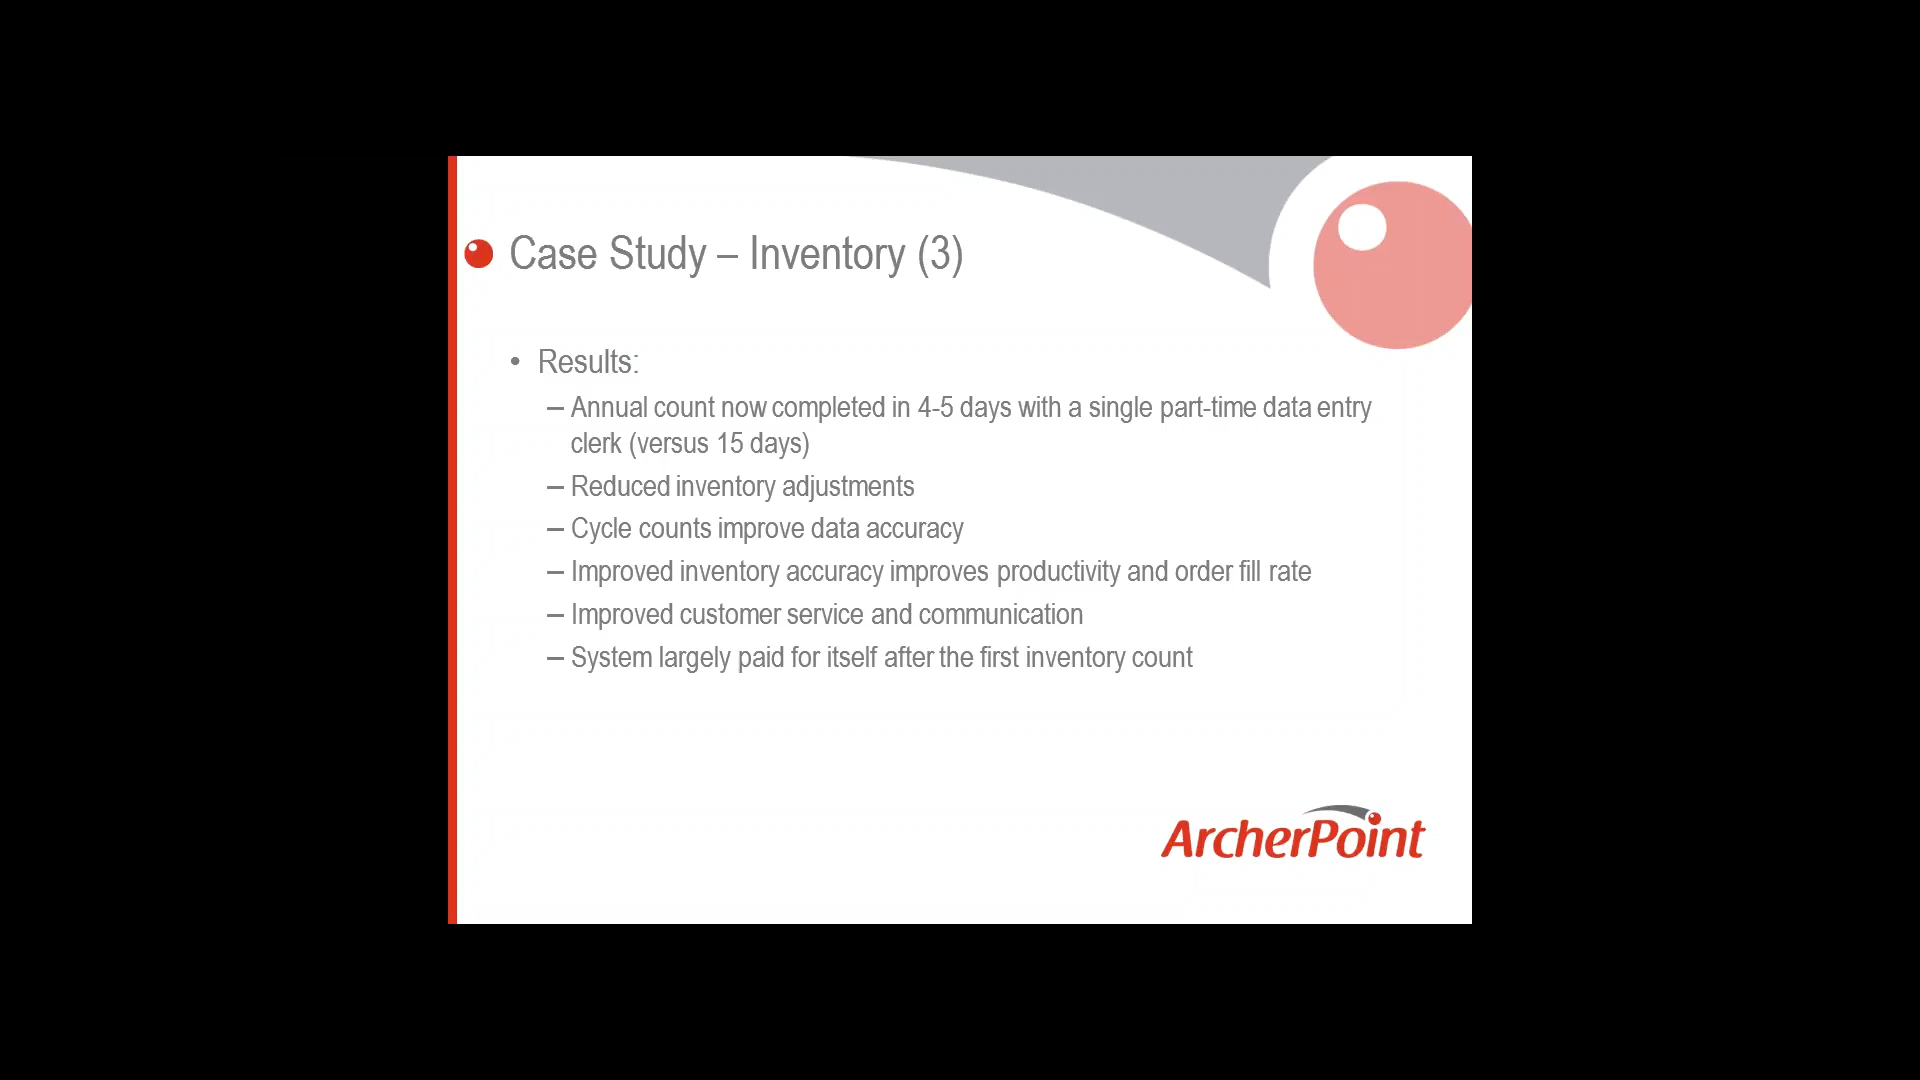 Case Study – Inventory (3)
• Results:
– Annual count now completed in 4-5 days with a single part-time data entry
clerk (versus 15 days)
– Reduced inventory adjustments
– Cycle counts improve data accuracy
– Improved inventory accuracy improves productivity and order fill rate
– Improved customer service and communication
– System largely paid for itself after the first inventory count
ArcherPoint